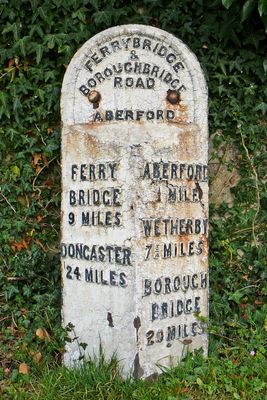 FERRYBRIDGE
&
BOROUGHBRIDGE
ROAD
ABERFORD
FERRY
BRIDGE
9 MILES
DONCASTER
24 MILES
ABERFORD
MILE
WETHERBY
7½ MILES
BOROUGH
BRIDGE
20 MILES